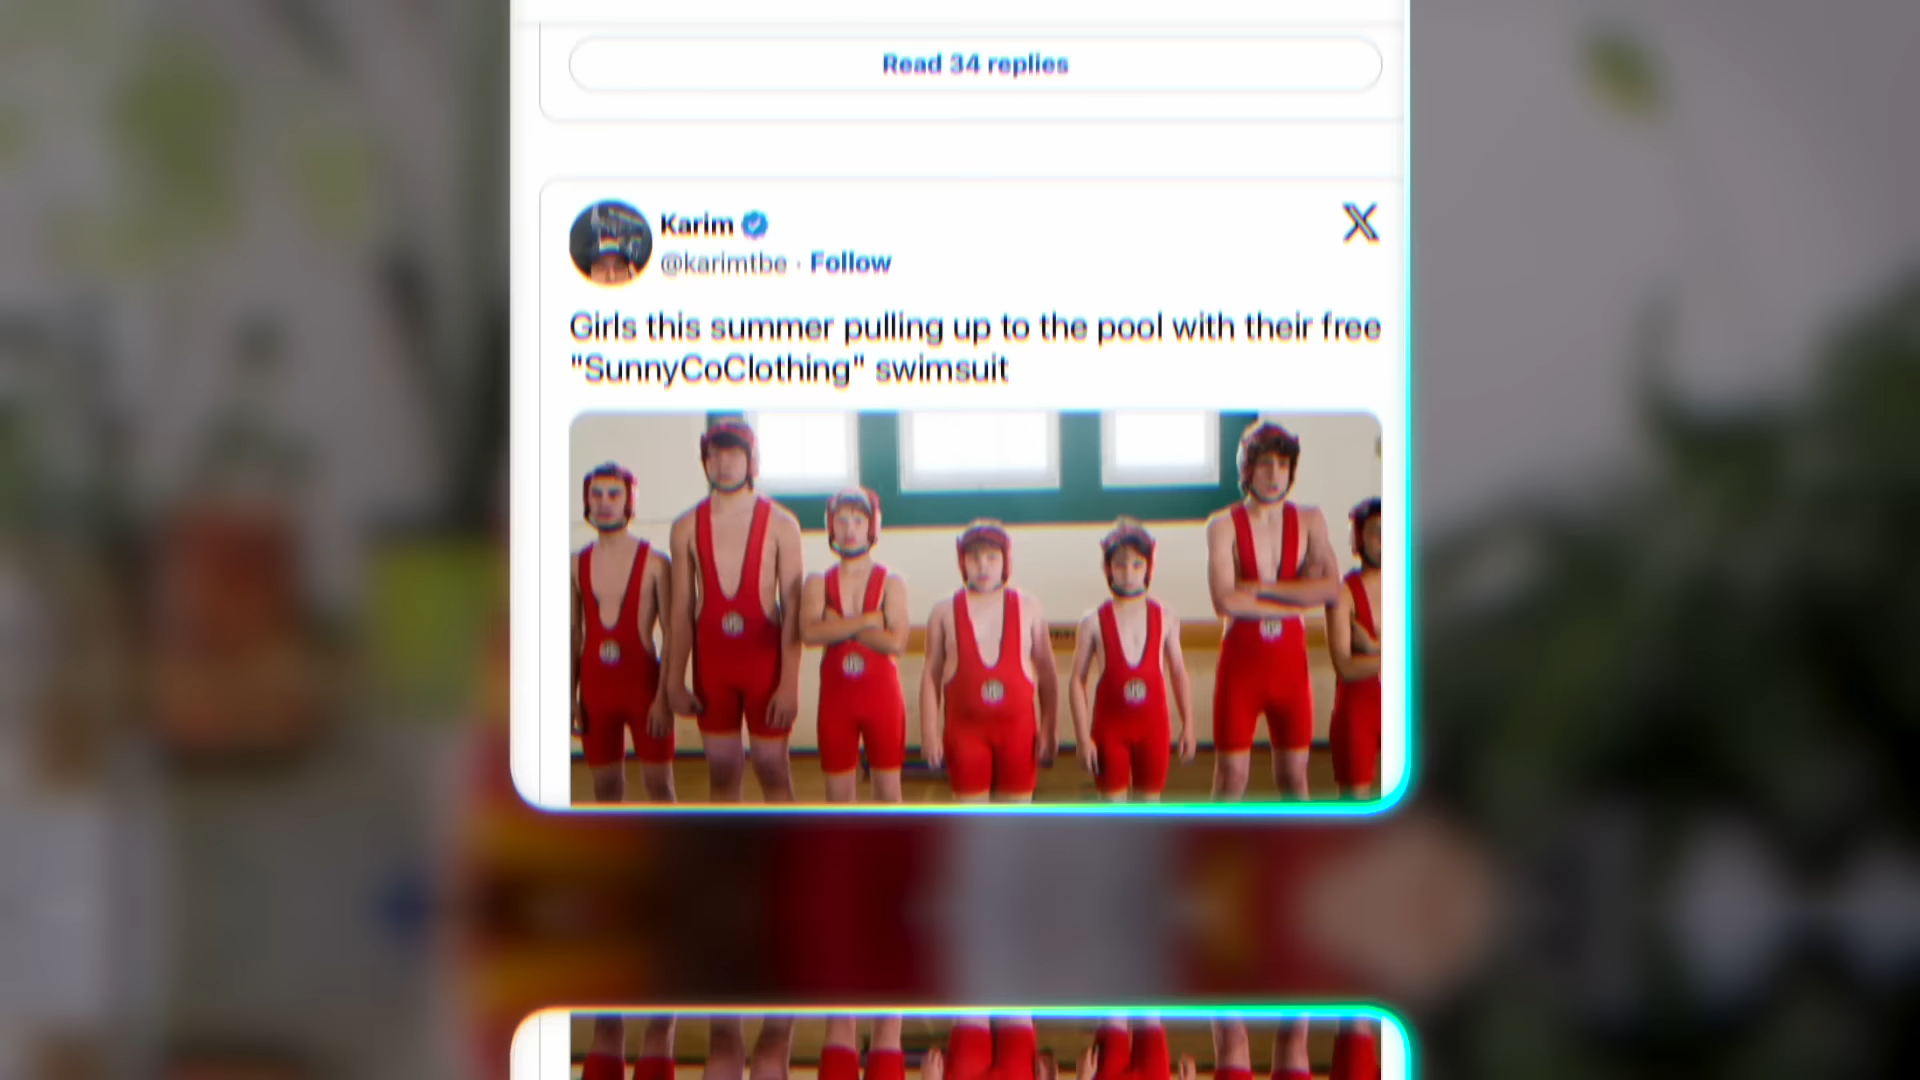 Read 34 replies
Karim
@karimtbe · Follow
Girls this summer pulling up to the pool with their free
"SunnyCoClothing" swimsuit